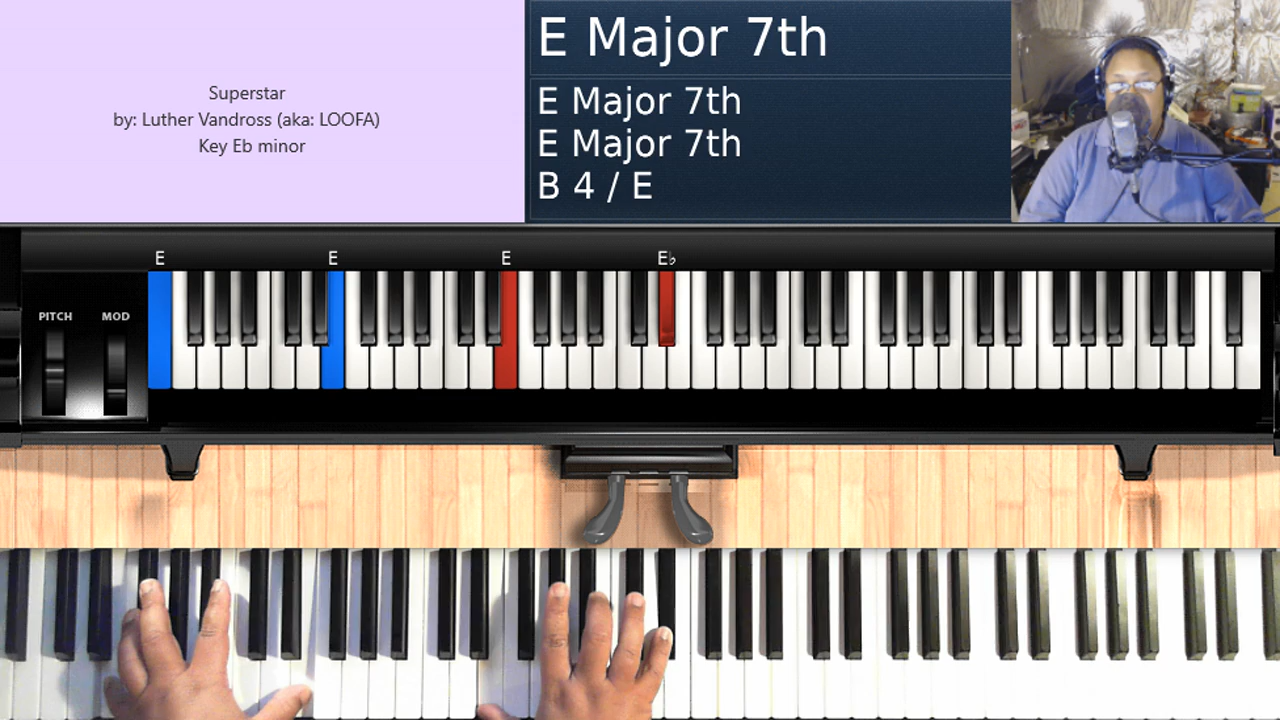 Superstar
by: Luther Vandross (aka: LOOFA)
Key Eb minor
E Major 7th
E Major 7th
E Major 7th
B 4 / E
E
E
E
E♭
PITCH
MOD